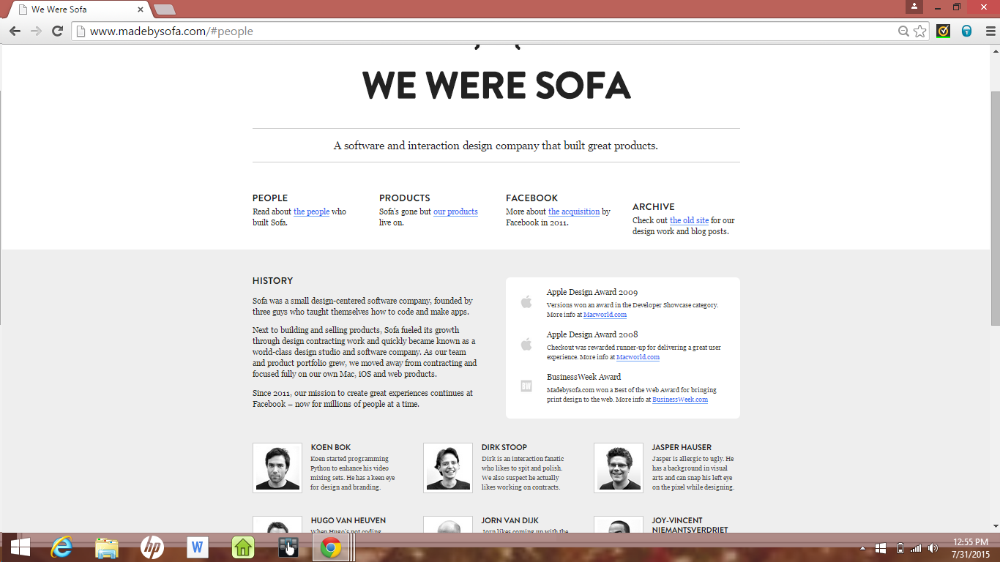 We Were Sofa
www.madebysofa.com/#people
WE WERE SOFA
A software and interaction design company that built great products.
PEOPLE
Read about the people who
built Sofa.
PRODUCTS
Sofa's gone but our products
live on.
FACEBOOK
More about the acquisition by
Facebook in 2011.
ARCHIVE
Check out the old site for our
design work and blog posts.
HISTORY
Sofa was a small design-centered software company, founded by
three guys who taught themselves how to code and make apps.
Next to building and selling products, Sofa fueled its growth
through design contracting work and quickly became known as a
world-class design studio and software company. As our team
and product portfolio grew, we moved away from contracting and
focused fully on our own Mac, iOS and web products.
Since 2011, our mission to create great experiences continues at
Facebook – now for millions of people at a time.
Apple Design Award 2009
Versions won an award in the Developer Showcase category.
More info at Macworld.com
Apple Design Award 2008
Checkout was rewarded runner-up for delivering a great user
experience. More info at Macworld.com
BW
BusinessWeek Award
Madebysofa.com won a Best of the Web Award for bringing
print design to the web. More info at BusinessWeek.com
KOEN BOK
Koen started programming
Python to enhance his video
mixing sets. He has a keen eye
for design and branding.
DIRK STOOP
Dirk is an interaction fanatic
who likes to spit and polish.
We also suspect he actually
likes working on contracts.
JASPER HAUSER
Jasper is allergic to ugly. He
has a background in visual
arts and can snap his left eye
on the pixel while designing.
HUGO VAN HEUVEN
When Hugo's not coding
JORN VAN DIJK
Jorn likes coming up with the
JOY-VINCENT
NIEMANTSVERDRIET
hp
W
12:55 PM
7/31/2015